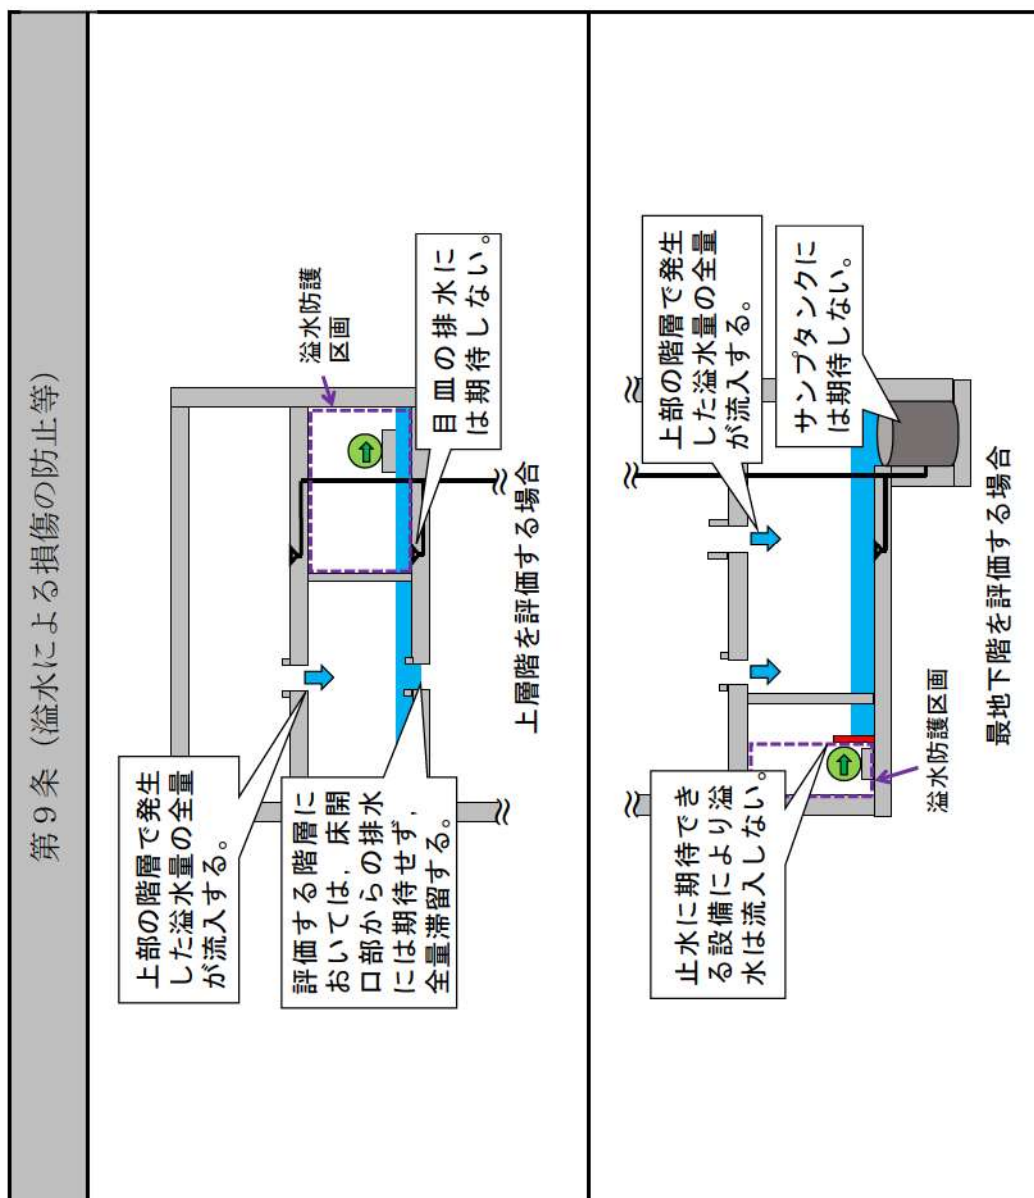 第９条（溢水による損傷の防止等）
上部の階層で発生
した溢水量の全量
が流入する。
評価する階層に
おいては，床開
口部からの排水
には期待せず，
全量滞留する。
溢水防護
区画
目皿の排水に
は期待しない。
上層階を評価する場合
止水に期待でき
る設備により溢
水は流入しない。
溢水防護区画
上部の階層で発生
した溢水量の全量
が流入する。
サンプタンクに
は期待しない。
最地下階を評価する場合